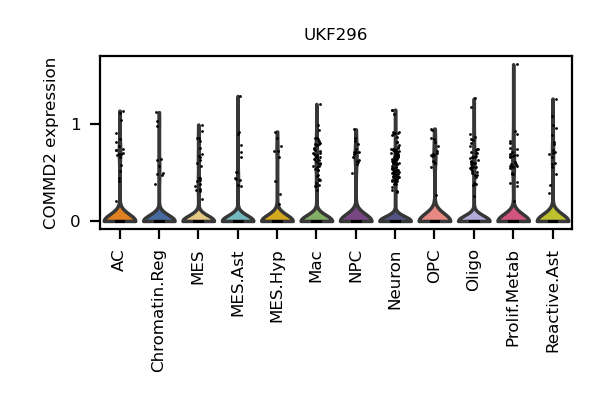 UKF296
COMMD2 expression
1
0
AC
Chromatin.Reg
MES
MES.Ast
MES.Hyp
Mac
NPC
Neuron
OPC
Oligo
Prolif.Metab
Reactive.Ast